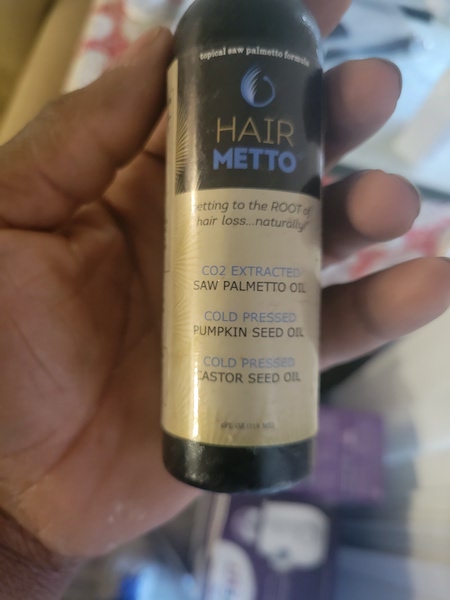 topical saw palmetto formula
HAIR
METTO
etting to the ROOT of
hair loss...naturally!"
CO2 EXTRACTED
SAW PALMETTO OIL
COLD PRESSED
PUMPKIN SEED OIL
COLD PRESSED
CASTOR SEED OIL